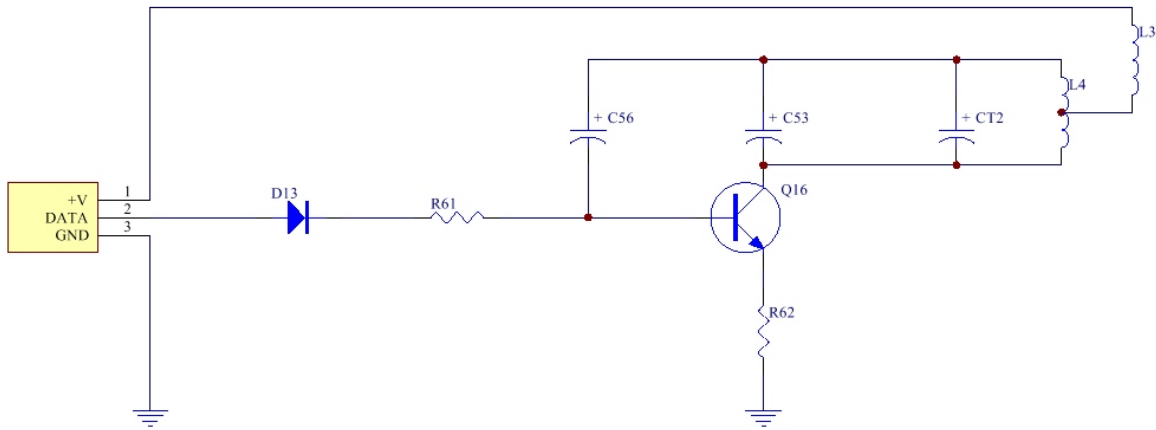 L3
L4
+ C56
+ C53
+ CT2
+V 1
DATA 2
GND 3
D13
R61
Q16
R62